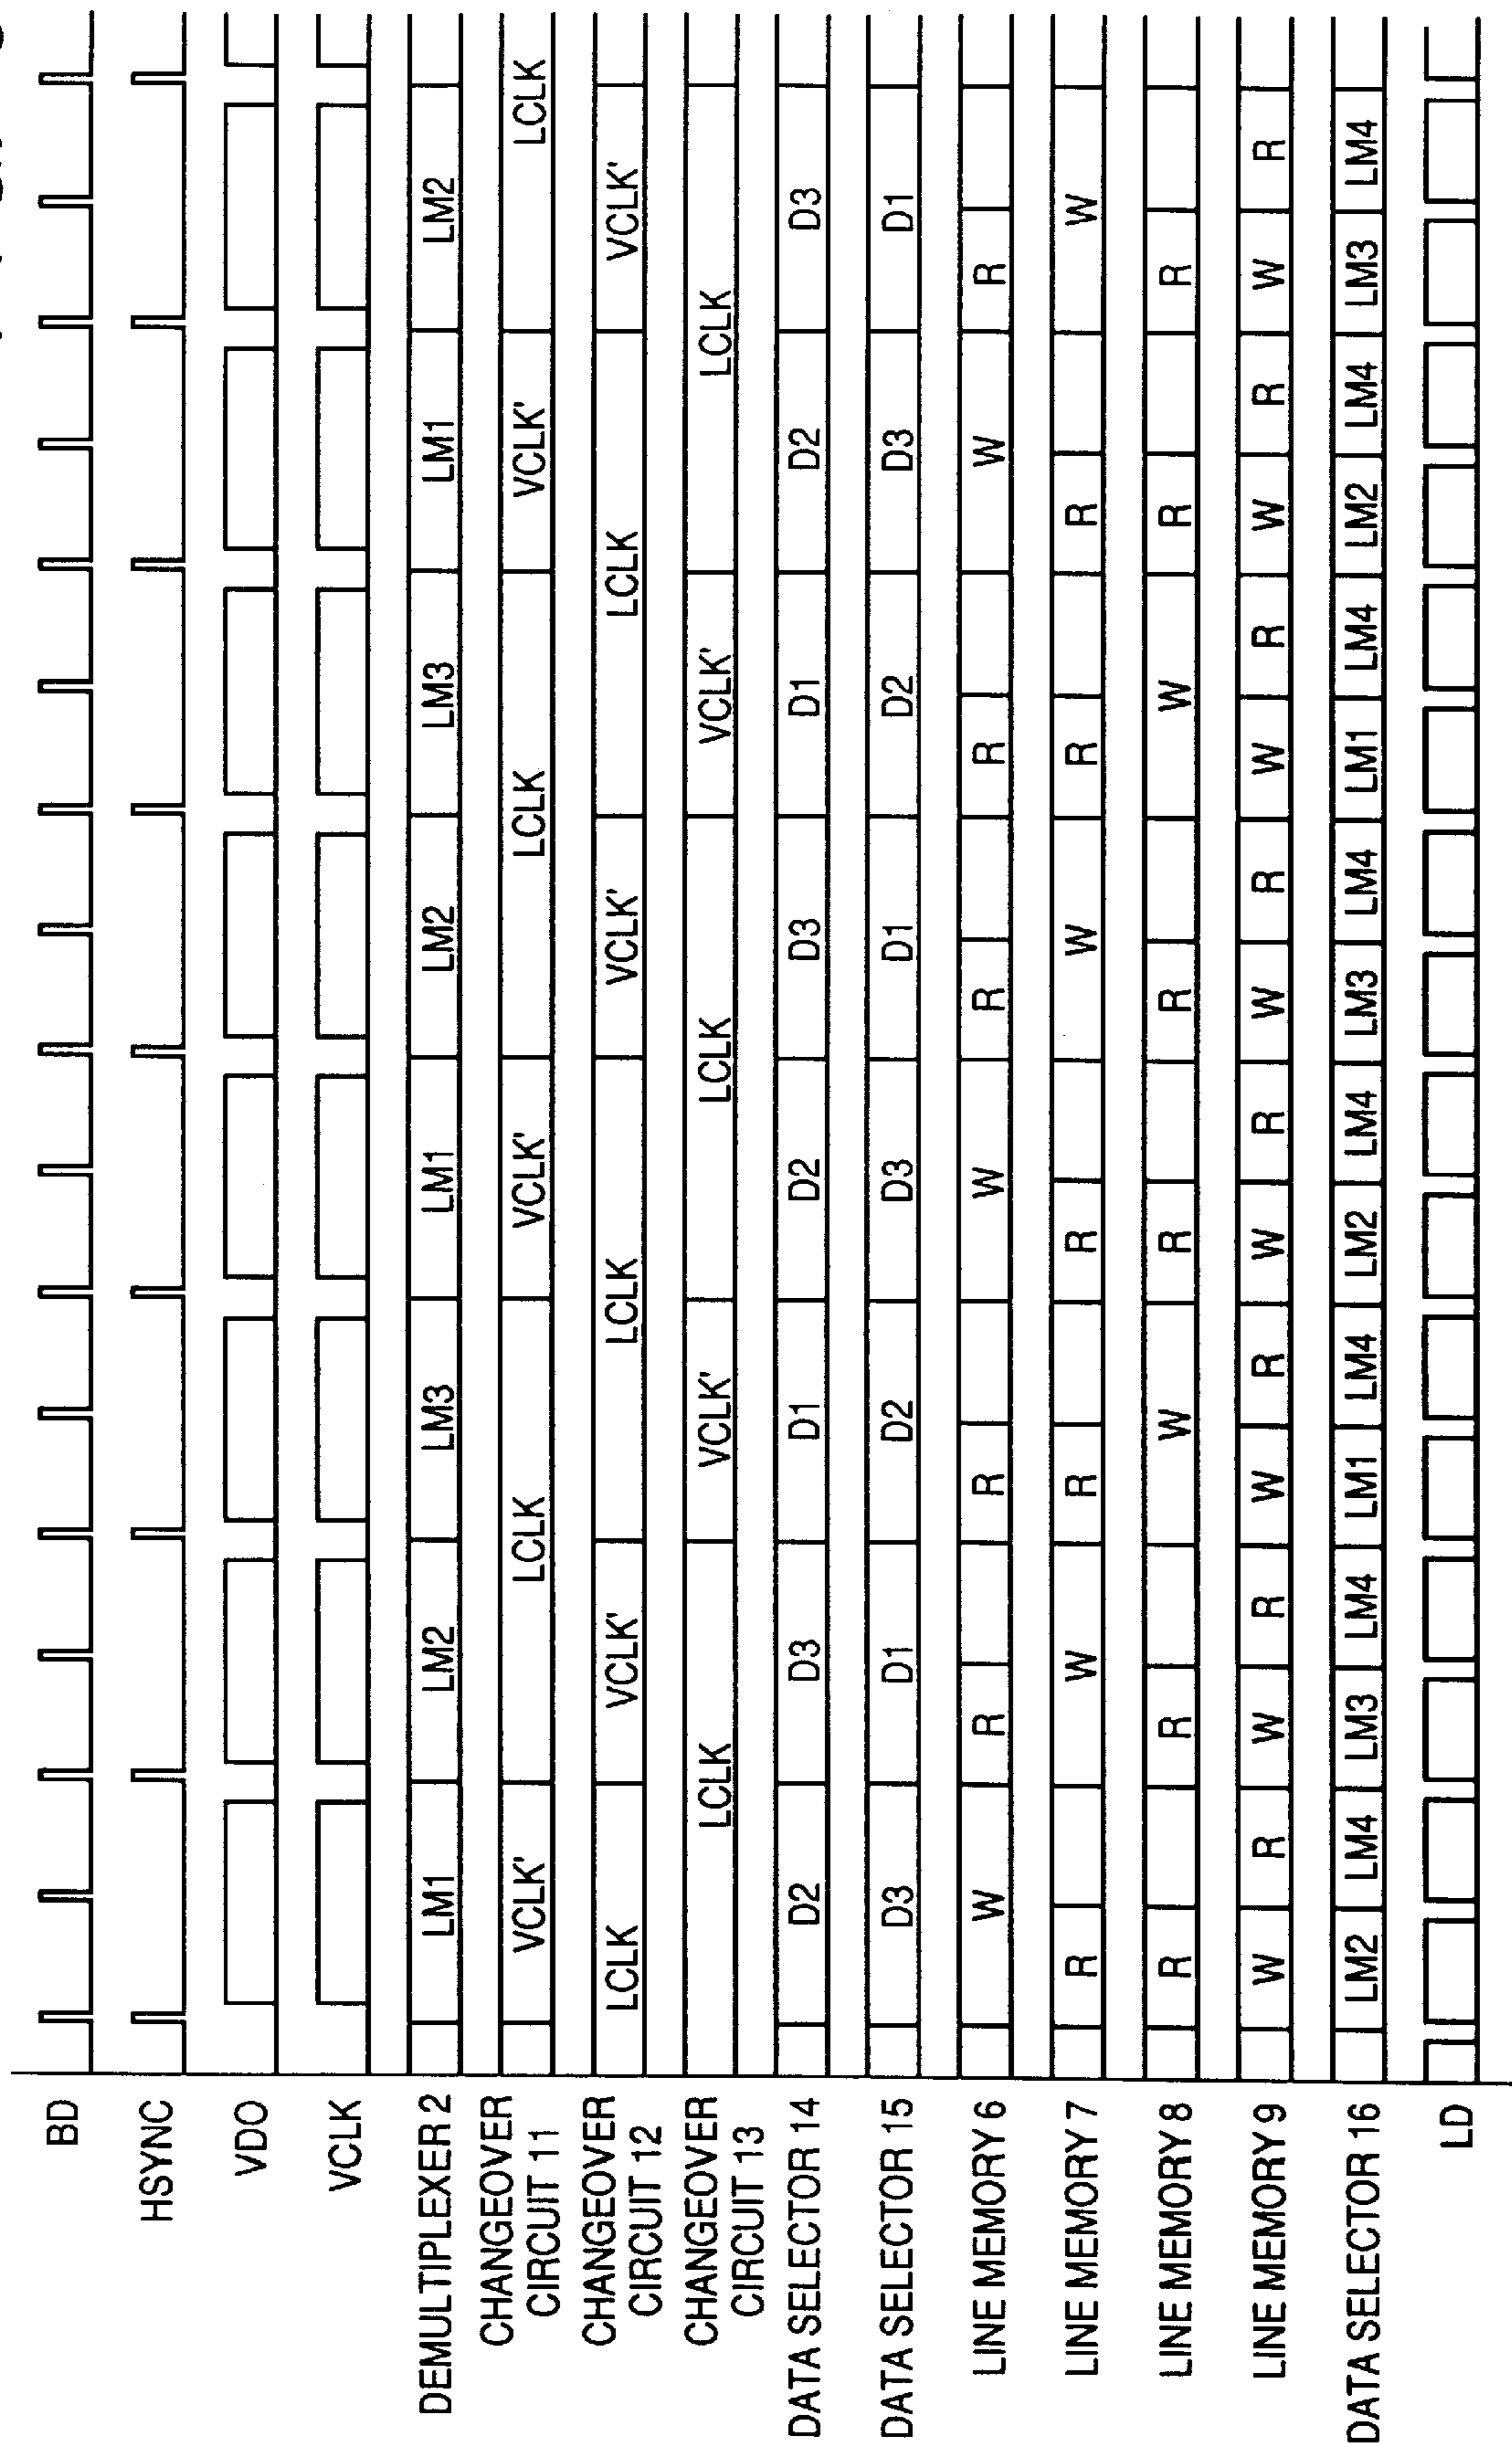 BD
HSYNC
VDO
VCLK
DEMULTIPLEXER 2 LM1 LM2 LM3 LM1 LM2 LM3 LM1 LM2
CHANGEOVER
CIRCUIT 11 VCLK' LCLK VCLK' LCLK VCLK' LCLK
CHANGEOVER
CIRCUIT 12 LCLK VCLK' LCLK VCLK' LCLK VCLK'
CHANGEOVER
CIRCUIT 13 LCLK VCLK' LCLK VCLK' LCLK
DATA SELECTOR 14 D2 D3 D1 D2 D3 D1 D2 D3
DATA SELECTOR 15 D3 D1 D2 D3 D1 D2 D3 D1
LINE MEMORY 6 W R R W R R W R
LINE MEMORY 7 R W R R W R R W
LINE MEMORY 8 R R W R R W R R
LINE MEMORY 9 W R W R W R W R W R W R W R W R
DATA SELECTOR 16 LM2 LM4 LM3 LM4 LM1 LM4 LM2 LM4 LM3 LM4 LM1 LM4 LM2 LM4 LM3 LM4
LD